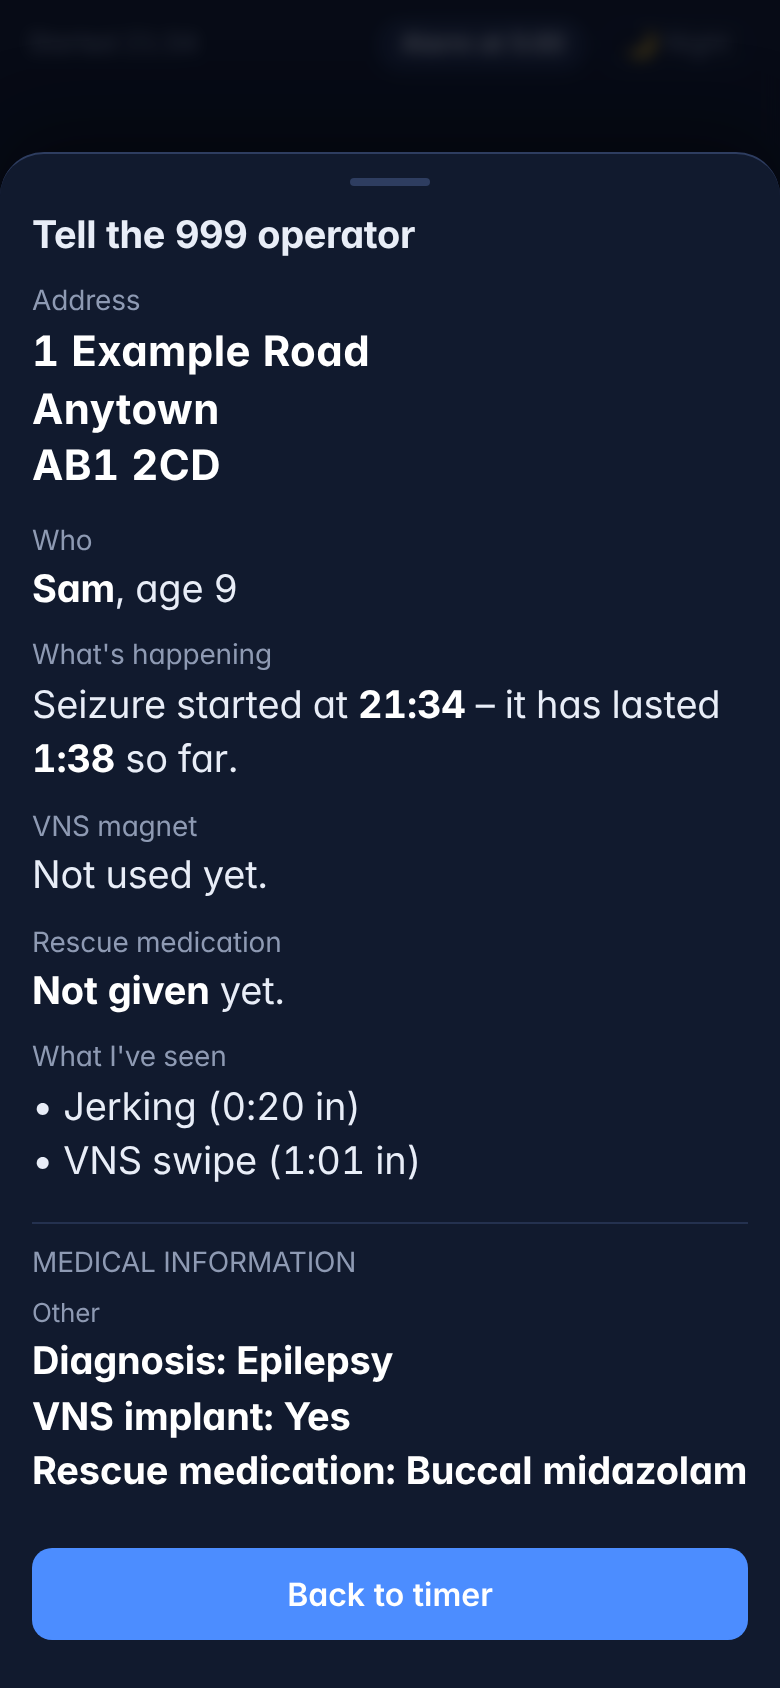 Tell the 999 operator
Address
1 Example Road
Anytown
AB1 2CD
Who
Sam, age 9
What's happening
Seizure started at 21:34 – it has lasted
1:38 so far.
VNS magnet
Not used yet.
Rescue medication
Not given yet.
What I've seen
• Jerking (0:20 in)
• VNS swipe (1:01 in)
MEDICAL INFORMATION
Other
Diagnosis: Epilepsy
VNS implant: Yes
Rescue medication: Buccal midazolam
Back to timer